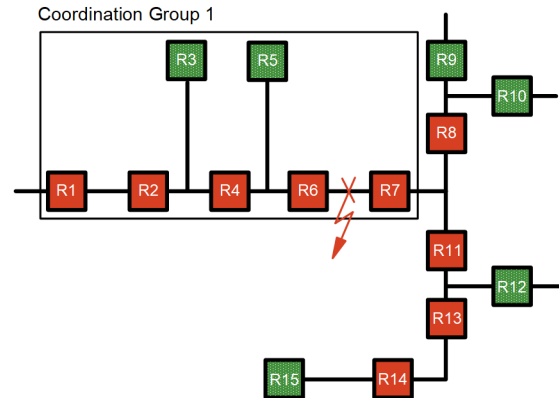 Coordination Group 1
R3
R5
R9
R10
R8
R1
R2
R4
R6
R7
R11
R12
R13
R15
R14